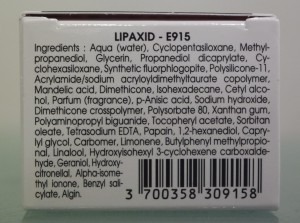 LIPAXID - E915
Ingredients : Aqua (water), Cyclopentasiloxane, Methyl-
propanediol, Glycerin, Propanediol dicaprylate, Cy-
clohexasiloxane, Synthetic fluorphlogopite, Polysilicone-11,
Acrylamide/sodium acryloyldimethyltaurate copolymer,
Mandelic acid, Dimethicone, Isohexadecane, Cetyl alcohol,
Parfum (fragrance), p-Anisic acid, Sodium hydroxide,
Dimethicone crosspolymer, Polysorbate 80, Xanthan gum,
Polyaminopropyl biguanide, Tocopheryl acetate, Sorbitan
oleate, Tetrasodium EDTA, Papain, 1,2-hexanediol, Capry-
lyl glycol, Carbomer, Limonene, Butylphenyl methylpropio-
nal, Linalool, Hydroxyisohexyl 3-cyclohexene carboxalde-
hyde, Geraniol, Hydroxy-
citronellal, Alpha-isome-
thyl ionone, Benzyl sali-
cylate, Algin.
3 700358 309158